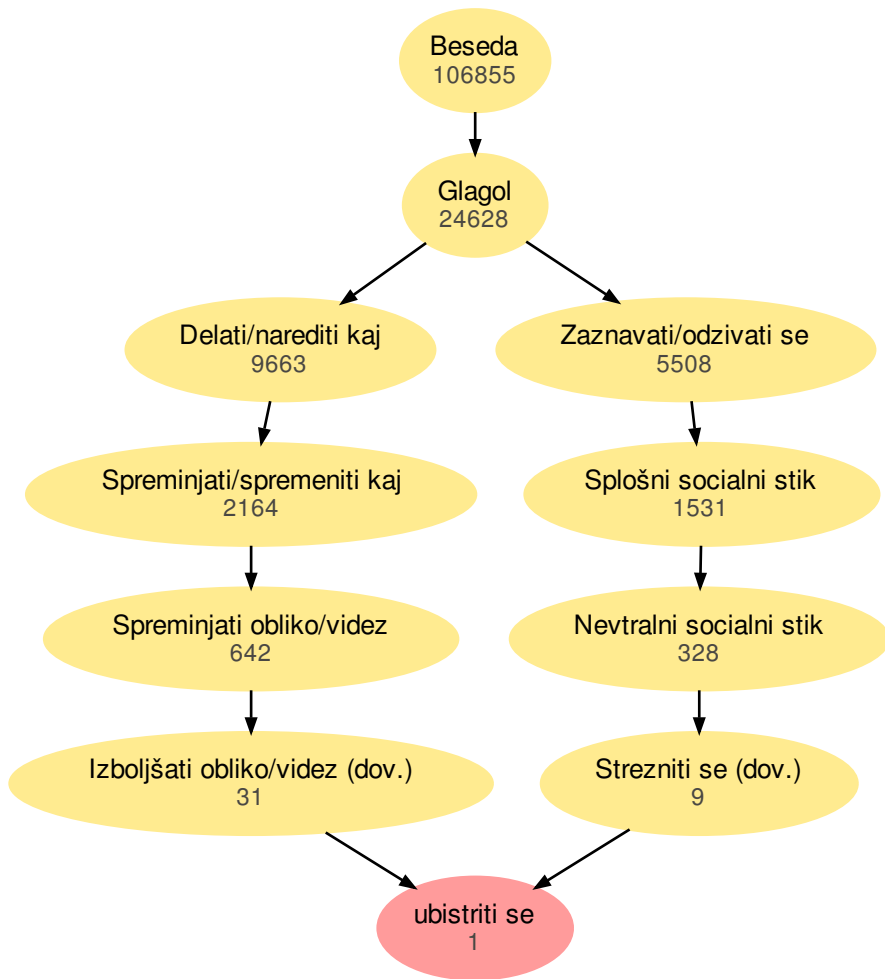 Beseda
106855
Glagol
24628
Delati/narediti kaj
9663
Zaznavati/odzivati se
5508
Spreminjati/spremeniti kaj
2164
Splošni socialni stik
1531
Spreminjati obliko/videz
642
Nevtralni socialni stik
328
Izboljšati obliko/videz (dov.)
31
Strezniti se (dov.)
9
ubistriti se
1